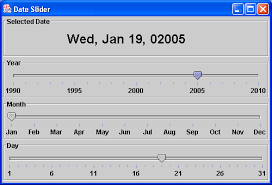 Date Slider
Selected Date
Wed, Jan 19, 02005
Year
1990 1995 2000 2005 2010
Month
Jan Feb Mar Apr May Jun Jul Aug Sep Oct Nov Dec
Day
1 6 11 16 21 26 31